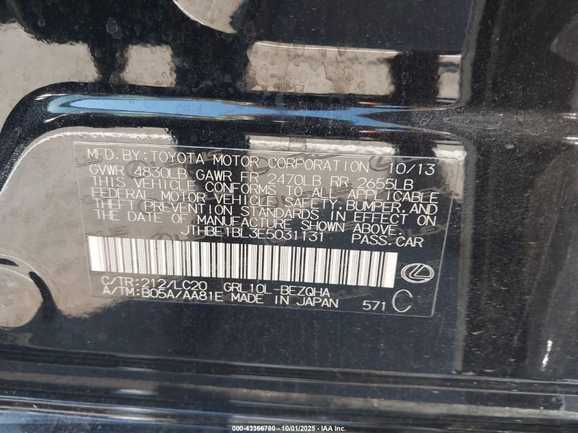 MFD.BY:TOYOTA MOTOR CORPORATION 10/13
GVWR 4830LB GAWR FR 2470LB RR 2655LB
THIS VEHICLE CONFORMS TO ALL APPLICABLE
FEDERAL MOTOR VEHICLE SAFETY, BUMPER, AND
THEFT PREVENTION STANDARDS IN EFFECT ON
THE DATE OF MANUFACTURE SHOWN ABOVE.
JTHBE1BL3E5031131 PASS.CAR
C/TR:212/LC20 GRL10L-BEZQHA
A/TM:B05A/AA81E MADE IN JAPAN 571 C
000-43366780 - 10/01/2025 - IAA Inc.